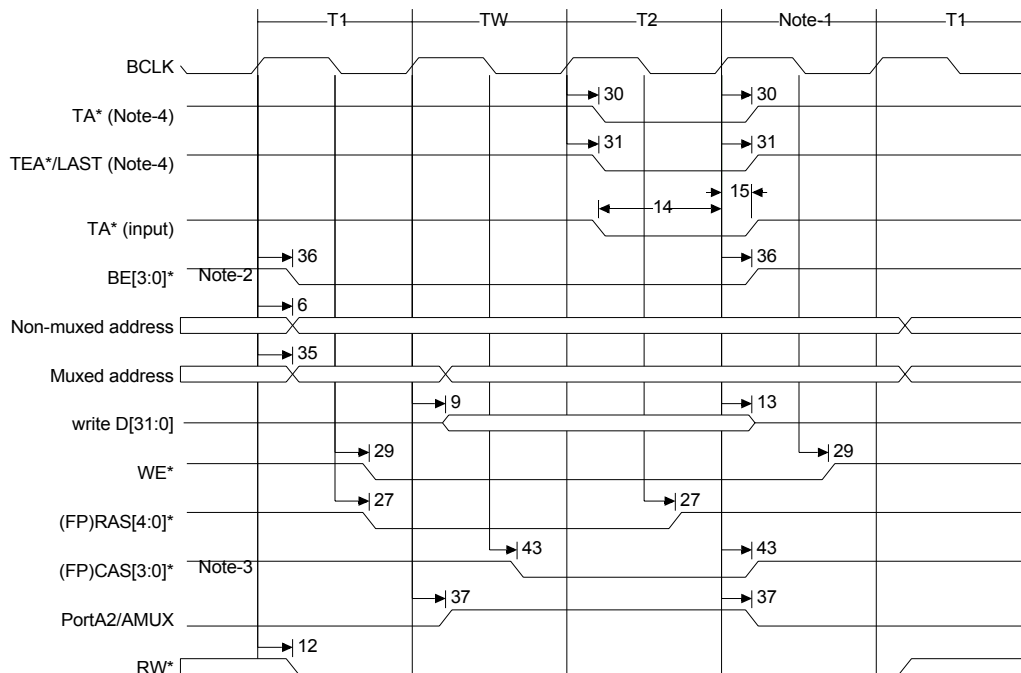 T1 TW T2 Note-1 T1
BCLK
30 30
TA* (Note-4)
31 31
TEA*/LAST (Note-4)
15
14
TA* (input)
36 36
BE[3:0]* Note-2
6
Non-muxed address
35
Muxed address
9 13
write D[31:0]
29 29
WE*
27 27
(FP)RAS[4:0]*
43 43
(FP)CAS[3:0]* Note-3
37 37
PortA2/AMUX
12
RW*